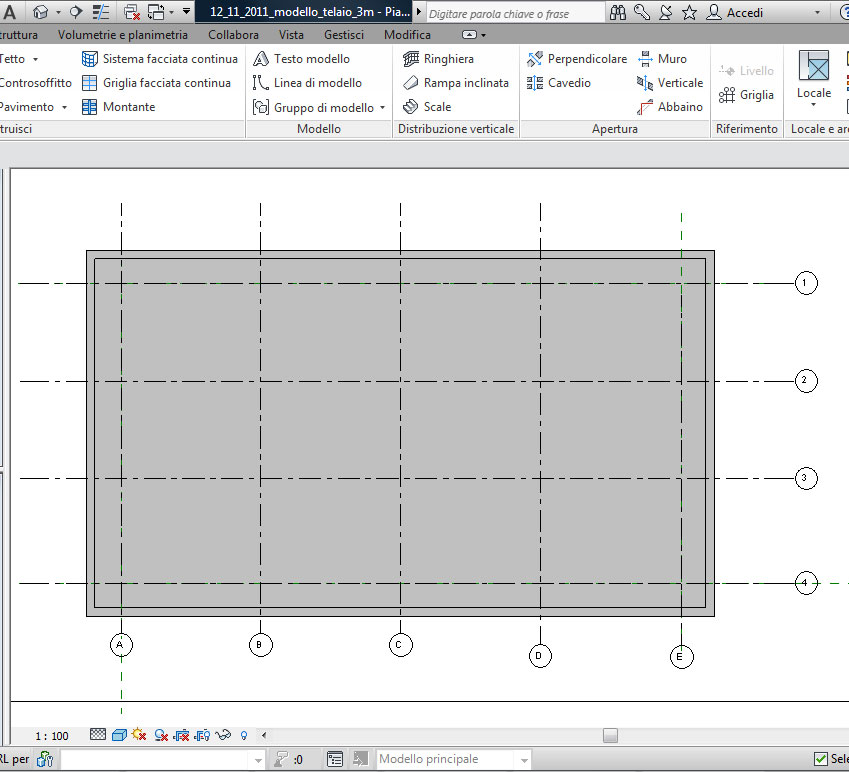 A 12_11_2011_modello_telaio_3m - Pia... Digitare parola chiave o frase Accedi ?
ruttura Volumetrie e planimetria Collabora Vista Gestisci Modifica
Tetto Sistema facciata continua Testo modello Ringhiera Perpendicolare Muro Livello
Controsoffitto Griglia facciata continua Linea di modello Rampa inclinata Cavedio Verticale Griglia Locale
Pavimento Montante Gruppo di modello Scale Abbaino
truisci Modello Distribuzione verticale Apertura Riferimento Locale e ar
1
2
3
4
A B C D E
1 : 100
RL per :0 Modello principale Sele